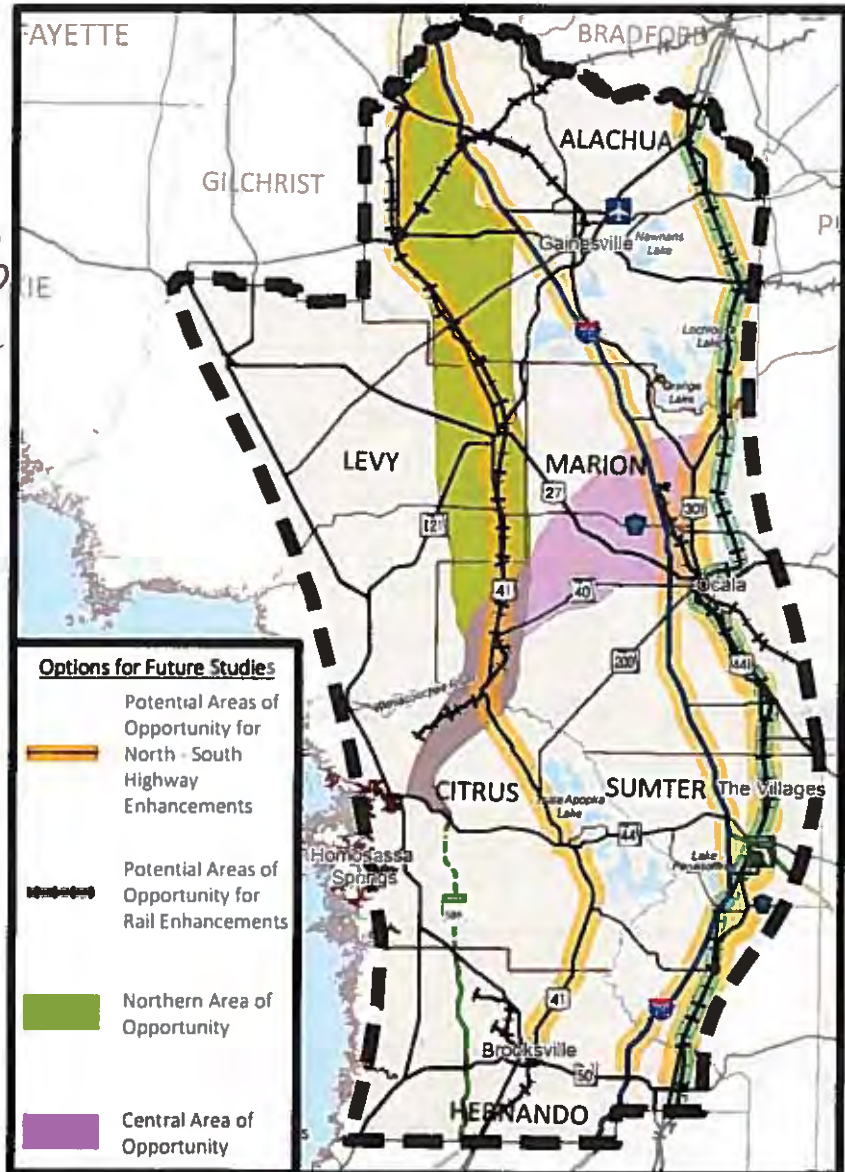 FAYETTE
BRADFORD
ALACHUA
GILCHRIST
Gainesville
Newnans
Lake
Lochloosa
Lake
Orange
Lake
LEVY
MARION
27
301
121
41
40
Ocala
200
441
Options for Future Studies
Potential Areas of
Opportunity for
North - South
Highway
Enhancements
Potential Areas of
Opportunity for
Rail Enhancements
Northern Area of
Opportunity
Central Area of
Opportunity
CITRUS
SUMTER
The Villages
Lake
44
Homosassa
Springs
Lake
589
41
Brooksville
50
HERNANDO